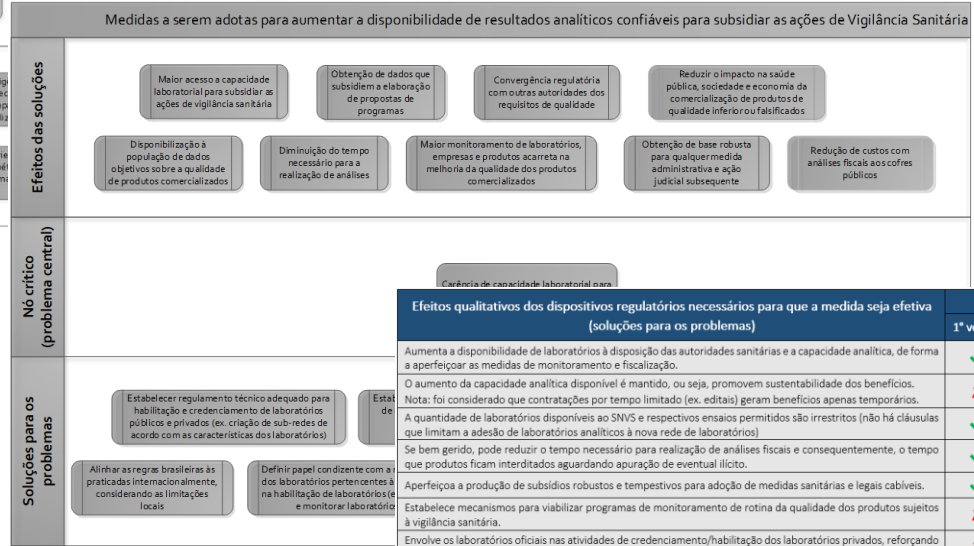 Medidas a serem adotas para aumentar a disponibilidade de resultados analíticos confiáveis para subsidiar as ações de Vigilância Sanitária
Efeitos das soluções
Maior acesso a capacidade
laboratorial para subsidiar as
ações de vigilância sanitária
Obtenção de dados que
subsidiem a elaboração
de propostas de
programas
Convergência regulatória
com outras autoridades dos
requisitos de qualidade
Reduzir o impacto na saúde
pública, sociedade e economia da
comercialização de produtos de
qualidade inferior ou falsificados
Disponibilização à
população de dados
objetivos sobre a qualidade
de produtos comercializados
Diminuição do tempo
necessário para a
realização de análises
Maior monitoramento de laboratórios,
empresas e produtos acarreta na
melhoria da qualidade dos produtos
comercializados
Obtenção de base robusta
para qualquer medida
administrativa e ação
judicial subsequente
Redução de custos com
análises fiscais aos cofres
públicos
Nó crítico
(problema central)
Carência de capacidade laboratorial para
Soluções para os
problemas
Estabelecer regulamento técnico adequado para
habilitação e credenciamento de laboratórios
públicos e privados (ex. criação de sub-redes de
acordo com as características dos laboratórios)
Estab
de
Alinhar as regras brasileiras às
praticadas internacionalmente,
considerando as limitações
locais
Definir papel condizente com a
dos laboratórios pertencentes à
na habilitação de laboratórios (e
e monitorar laboratório
Efeitos qualitativos dos dispositivos regulatórios necessários para que a medida seja efetiva
(soluções para os problemas)
1ª v
Aumenta a disponibilidade de laboratórios à disposição das autoridades sanitárias e a capacidade analítica, de forma
a aperfeiçoar as medidas de monitoramento e fiscalização.
O aumento da capacidade analítica disponível é mantido, ou seja, promovem sustentabilidade dos benefícios.
Nota: foi considerado que contratações por tempo limitado (ex. editais) geram benefícios apenas temporários.
A quantidade de laboratórios disponíveis ao SNVS e respectivos ensaios permitidos são irrestritos (não há cláusulas
que limitam a adesão de laboratórios analíticos à nova rede de laboratórios)
Se bem gerido, pode reduzir o tempo necessário para realização de análises fiscais e consequentemente, o tempo
que produtos ficam interditados aguardando apuração de eventual ilícito.
Aperfeiçoa a produção de subsídios robustos e tempestivos para adoção de medidas sanitárias e legais cabíveis.
Estabelece mecanismos para viabilizar programas de monitoramento de rotina da qualidade dos produtos sujeitos
à vigilância sanitária.
Envolve os laboratórios oficiais nas atividades de credenciamento/habilitação dos laboratórios privados, reforçando